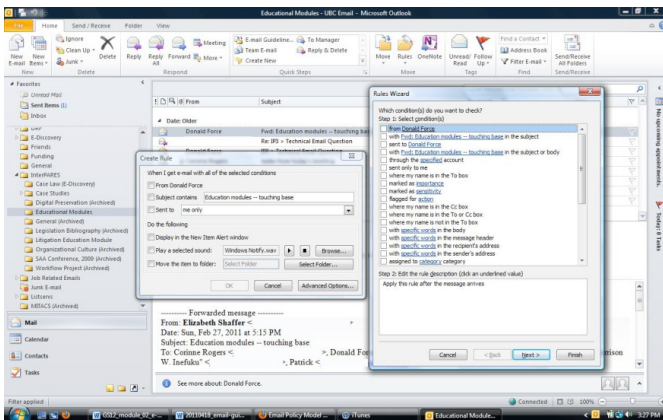 Educational Modules - UBC Email - Microsoft Outlook
File Home Send / Receive Folder View
New E-mail
New Items
Ignore
Clean Up
Junk
Delete
Reply
Reply All
Forward
Meeting
More
E-mail Guideline...
To Manager
Team E-mail
Reply & Delete
Create New
Move
Rules
OneNote
Unread/ Read
Follow Up
Find a Contact
Address Book
Filter E-mail
Send/Receive All Folders
New Delete Respond Quick Steps Move Tags Find Send/Receive
Favorites
Unread Mail
Sent Items (1)
Inbox
E-Discovery
Friends
Funding
General
InterPARES
Case Law (E-Discovery)
Case Studies
Digital Preservation (Archived)
Educational Modules
General (Archived)
Legislation Bibliography
Litigation Education Module
Organizational Culture (Archived)
SAA Conference, 2009 (Archived)
Workflow Project (Archived)
Job Related Emails
Junk E-mail
Listservs
MITACS (Archived)
Mail
Calendar
Contacts
Tasks
From Subject
Date: Older
Donald Force Fwd: Education modules -- touching bas
Re: IP3 > Technical Email Question
Create Rule
When I get e-mail with all of the selected conditions
From Donald Force
Subject contains Education modules -- touching base
Sent to me only
Do the following
Display in the New Item Alert window
Play a selected sound: Windows Notify.wav Browse...
Move the item to folder: Select Folder Select Folder...
OK Cancel Advanced Options...
---------- Forwarded message ----------
From: Elizabeth Shaffer <
Date: Sun, Feb 27, 2011 at 5:15 PM
Subject: Education modules -- touching base
To: Corinne Rogers < >, Donald For
W. Inefuku" < >, Patrick <
rrison
See more about: Donald Force.
Rules Wizard
Which condition(s) do you want to check?
Step 1: Select condition(s)
from Donald Force
with Fwd: Education modules -- touching base in the subject
sent to Donald Force
with Fwd: Education modules -- touching base in the subject or body
through the specified account
sent only to me
where my name is in the To box
marked as importance
marked as sensitivity
flagged for action
where my name is in the Cc box
where my name is in the To or Cc box
where my name is not in the To box
with specific words in the body
with specific words in the message header
with specific words in the recipient's address
with specific words in the sender's address
assigned to category category
Step 2: Edit the rule description (click an underlined value)
Apply this rule after the message arrives
Cancel < Back Next > Finish
No upcoming appointments.
Today: 0 Tasks
Filter applied
Connected 100%
GS12_module_02_e-...
20110418_email-gui...
Email Policy Model ...
iTunes
Educational Module...
3:27 PM